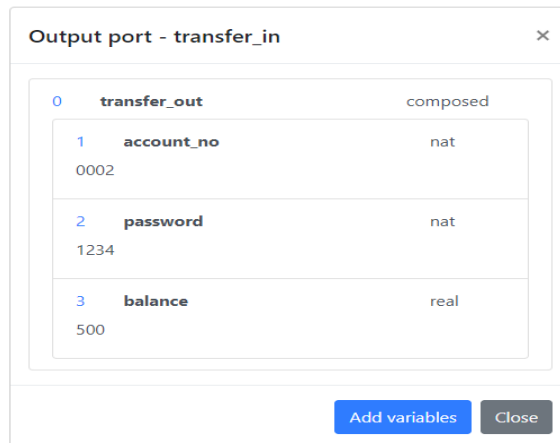 Output port - transfer_in ×
0 transfer_out composed
1 account_no nat
0002
2 password nat
1234
3 balance real
500
Add variables Close